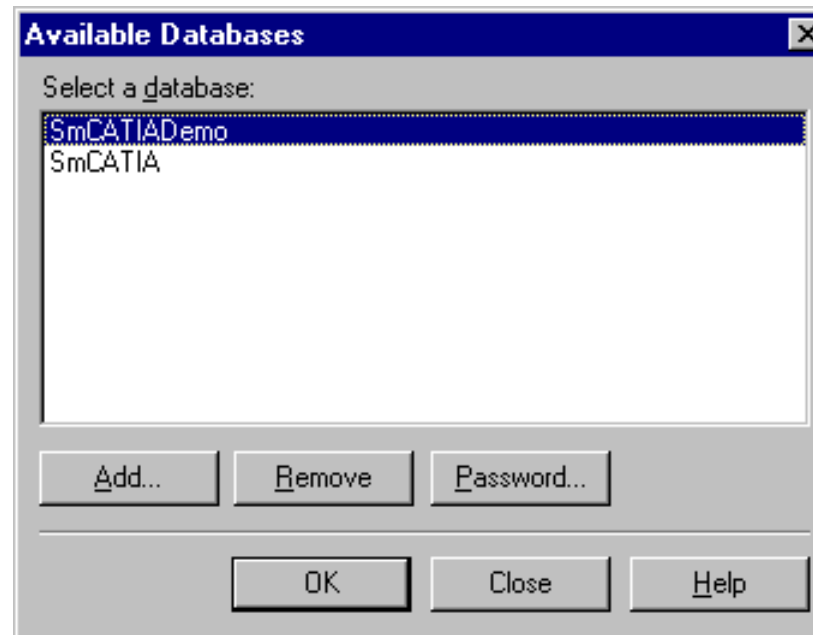 Available Databases
Select a database:
SmCATIADemo
SmCATIA
Add... Remove Password...
OK Close Help